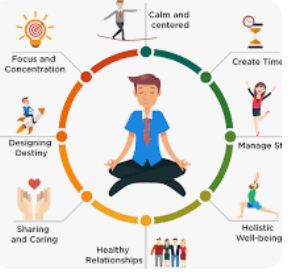 Calm and
centered
Focus and
Concentration
Create Time
Designing
Destiny
Manage
Sharing
and Caring
Holistic
Well-being
Healthy
Relationships